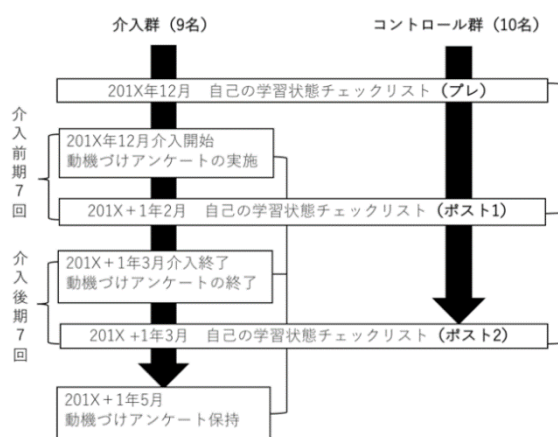 介入群（9名）
コントロール群（10名）
201X年12月　自己の学習状態チェックリスト（プレ）
介入前期7回
201X年12月介入開始
動機づけアンケートの実施
201X＋1年2月　自己の学習状態チェックリスト（ポスト1）
介入後期7回
201X＋1年3月介入終了
動機づけアンケートの終了
201X +1年3月　自己の学習状態チェックリスト（ポスト2）
201X＋1年5月
動機づけアンケート保持